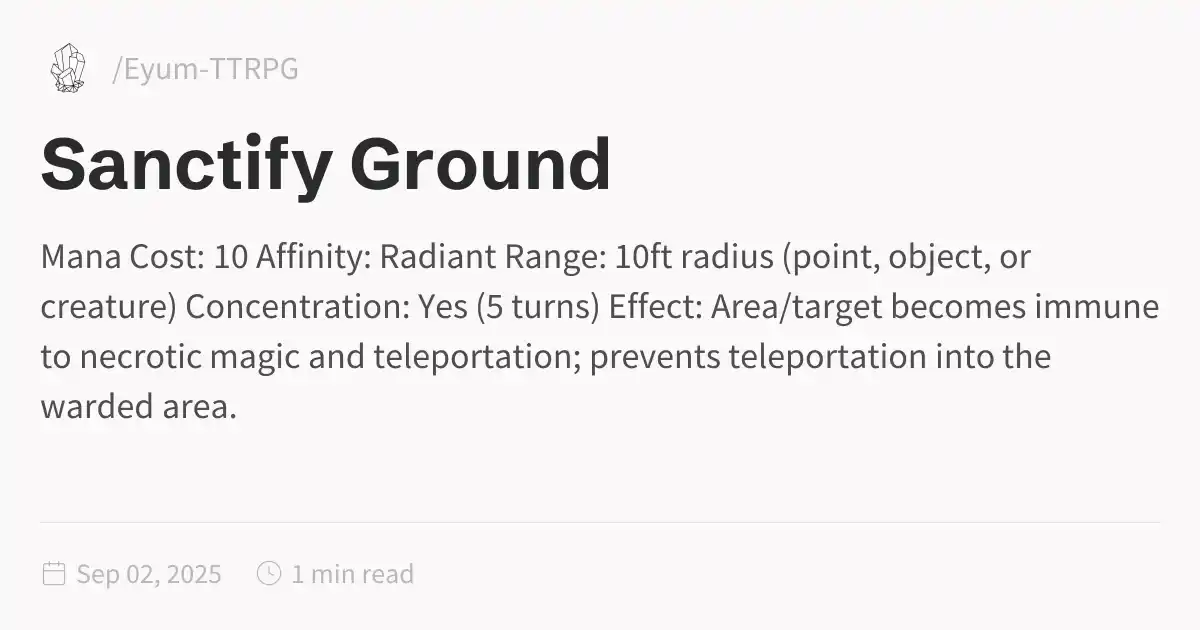 /Eyum-TTRPG
Sanctify Ground
Mana Cost: 10 Affinity: Radiant Range: 10ft radius (point, object, or
creature) Concentration: Yes (5 turns) Effect: Area/target becomes immune
to necrotic magic and teleportation; prevents teleportation into the
warded area.
Sep 02, 2025 1 min read